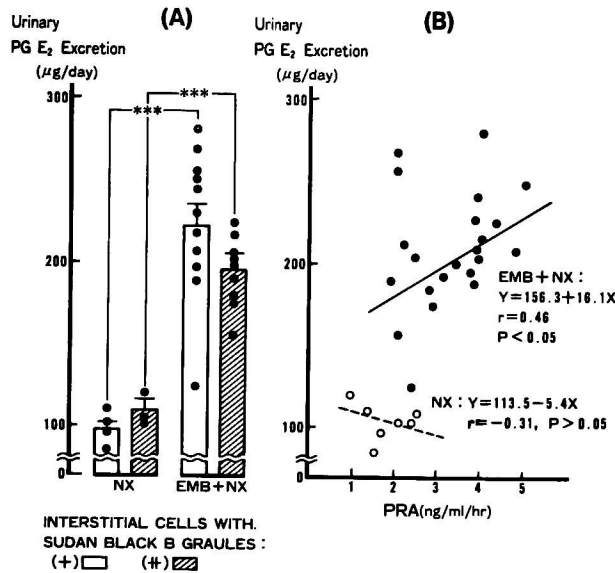 (A)
Urinary
PG E₂ Excretion
(μg/day)
300
200
100
0
***
***
NX
EMB+NX
INTERSTITIAL CELLS WITH.
SUDAN BLACK B GRAULES :
(+)
(⧺)
(B)
Urinary
PG E₂ Excretion
(μg/day)
300
200
100
0
EMB+NX :
Y=156.3+16.1X
r=0.46
P<0.05
NX : Y=113.5−5.4X
r=−0.31, P>0.05
1 2 3 4 5
PRA(ng/ml/hr)